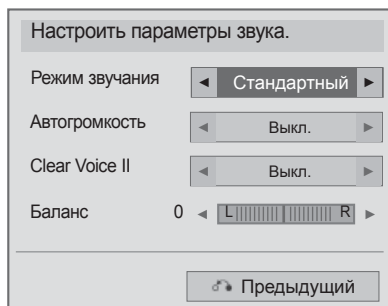 Настроить параметры звука.
Режим звучания ◄ Стандартный ►
Автогромкость ◄ Выкл. ►
Clear Voice II ◄ Выкл. ►
Баланс 0 ◄ L R ►
Предыдущий